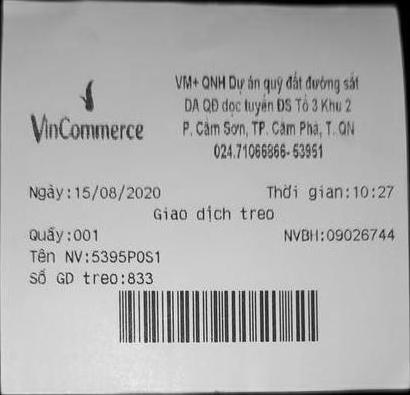 VinCommerce
VM+ QNH Dự án quỹ đất đường sắt
DA QĐ dọc tuyến ĐS Tổ 3 Khu 2
P. Cẩm Sơn, TP. Cẩm Phả, T. QN
024.71066866-53951
Ngày:15/08/2020 Thời gian:10:27
Giao dịch treo
Quầy:001 NVBH:09026744
Tên NV:5395POS1
Số GD treo:833